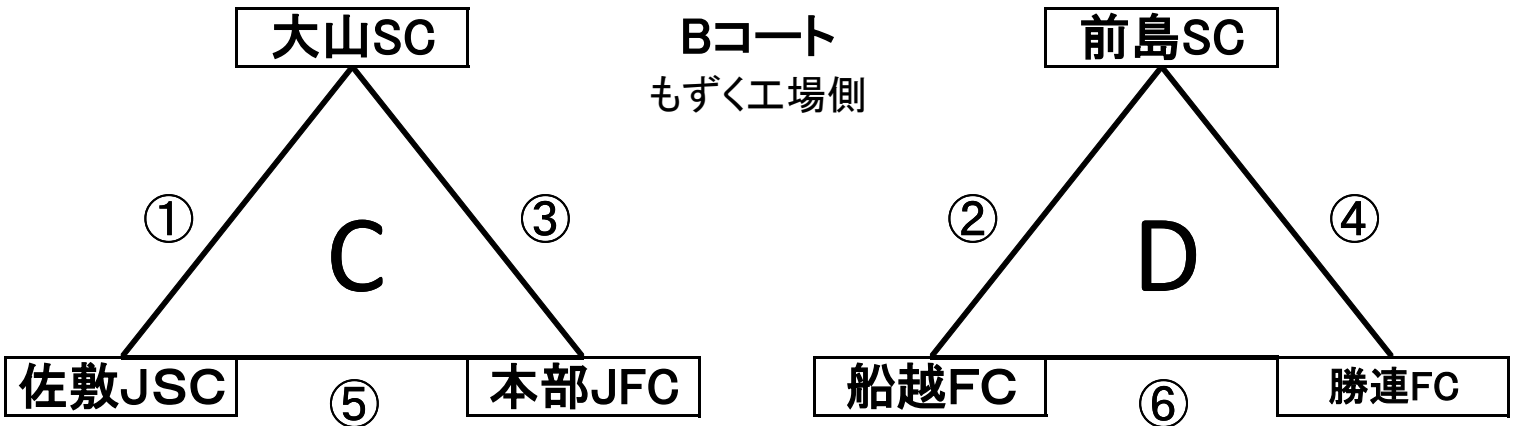 大山SC
Bコート
前島SC
もずく工場側
①
③
②
④
C
D
佐敷JSC
本部JFC
船越FC
勝連FC
⑤
⑥